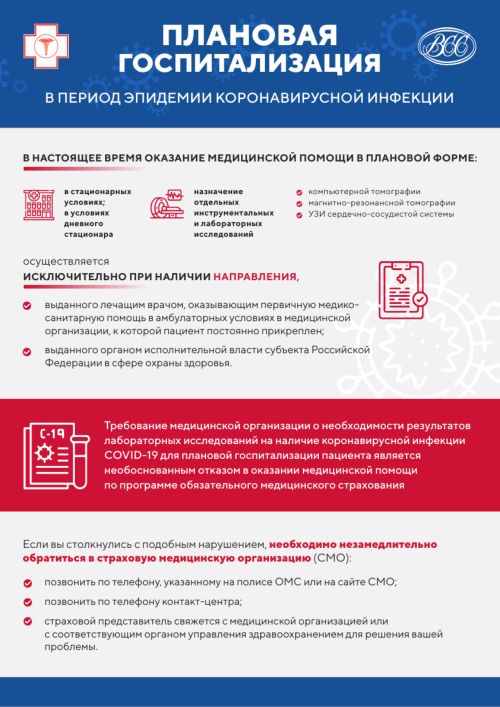 ПЛАНОВАЯ
ГОСПИТАЛИЗАЦИЯ
ВСС
В ПЕРИОД ЭПИДЕМИИ КОРОНАВИРУСНОЙ ИНФЕКЦИИ
В НАСТОЯЩЕЕ ВРЕМЯ ОКАЗАНИЕ МЕДИЦИНСКОЙ ПОМОЩИ В ПЛАНОВОЙ ФОРМЕ:
в стационарных
условиях;
в условиях
дневного
стационара
назначение
отдельных
инструментальных
и лабораторных
исследований
компьютерной томографии
магнитно-резонансной томографии
УЗИ сердечно-сосудистой системы
осуществляется
ИСКЛЮЧИТЕЛЬНО ПРИ НАЛИЧИИ НАПРАВЛЕНИЯ,
выданного лечащим врачом, оказывающим первичную медико-
санитарную помощь в амбулаторных условиях в медицинской
организации, к которой пациент постоянно прикреплен;
выданного органом исполнительной власти субъекта Российской
Федерации в сфере охраны здоровья.
C-19
Требование медицинской организации о необходимости результатов
лабораторных исследований на наличие коронавирусной инфекции
COVID-19 для плановой госпитализации пациента является
необоснованным отказом в оказании медицинской помощи
по программе обязательного медицинского страхования
Если вы столкнулись с подобным нарушением, необходимо незамедлительно
обратиться в страховую медицинскую организацию (СМО):
позвонить по телефону, указанному на полисе ОМС или на сайте СМО;
позвонить по телефону контакт-центра;
страховой представитель свяжется с медицинской организацией или
с соответствующим органом управления здравоохранением для решения вашей
проблемы.